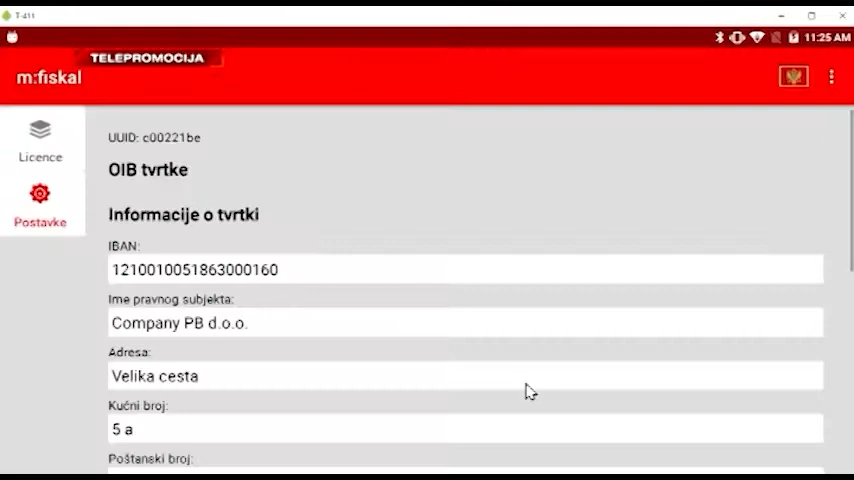 T-411
11:25 AM
TELEPROMOCIJA
m:fiskal
Licence
Postavke
UUID: c00221be
OIB tvrtke
Informacije o tvrtki
IBAN:
1210010051863000160
Ime pravnog subjekta:
Company PB d.o.o.
Adresa:
Velika cesta
Kućni broj:
5 a
Poštanski broj: